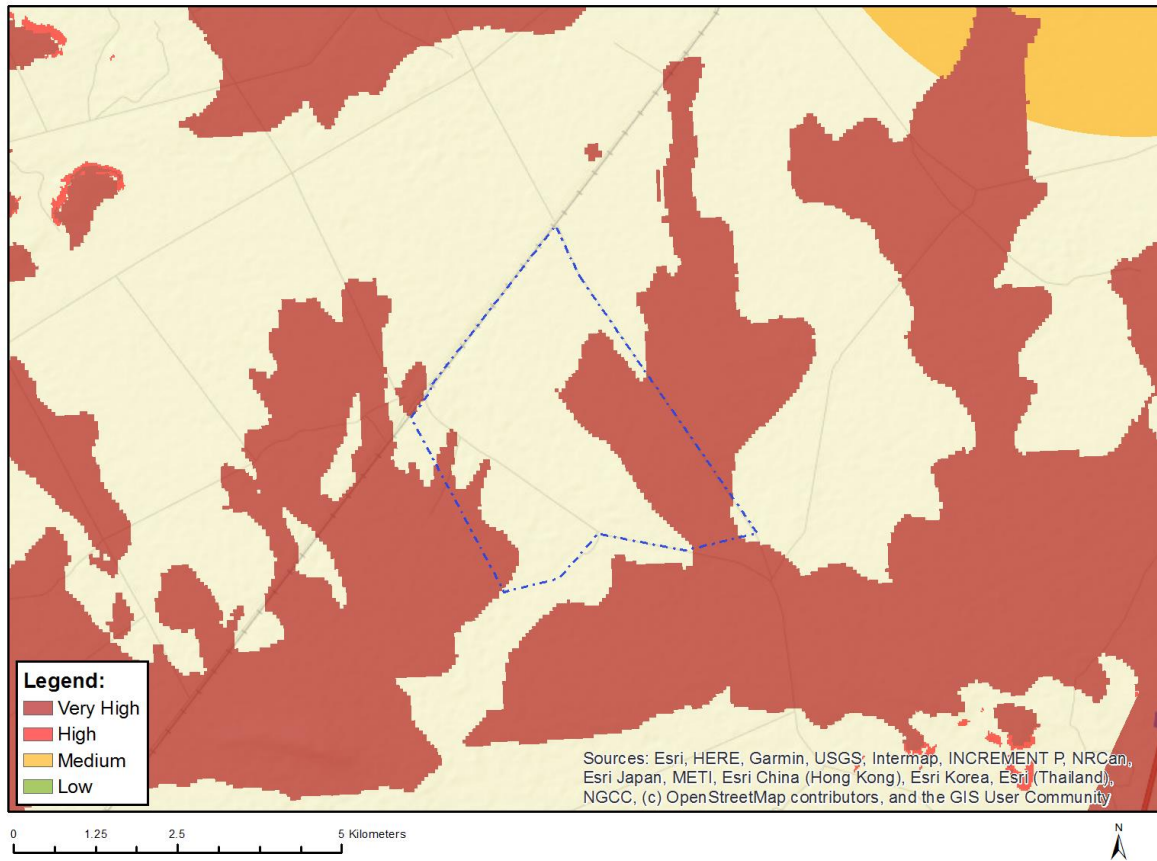 Legend:
Very High
High
Medium
Low
Sources: Esri, HERE, Garmin, USGS, Intermap, INCREMENT P, NRCan,
Esri Japan, METI, Esri China (Hong Kong), Esri Korea, Esri (Thailand),
NGCC, (c) OpenStreetMap contributors, and the GIS User Community
0 1.25 2.5 5 Kilometers
N